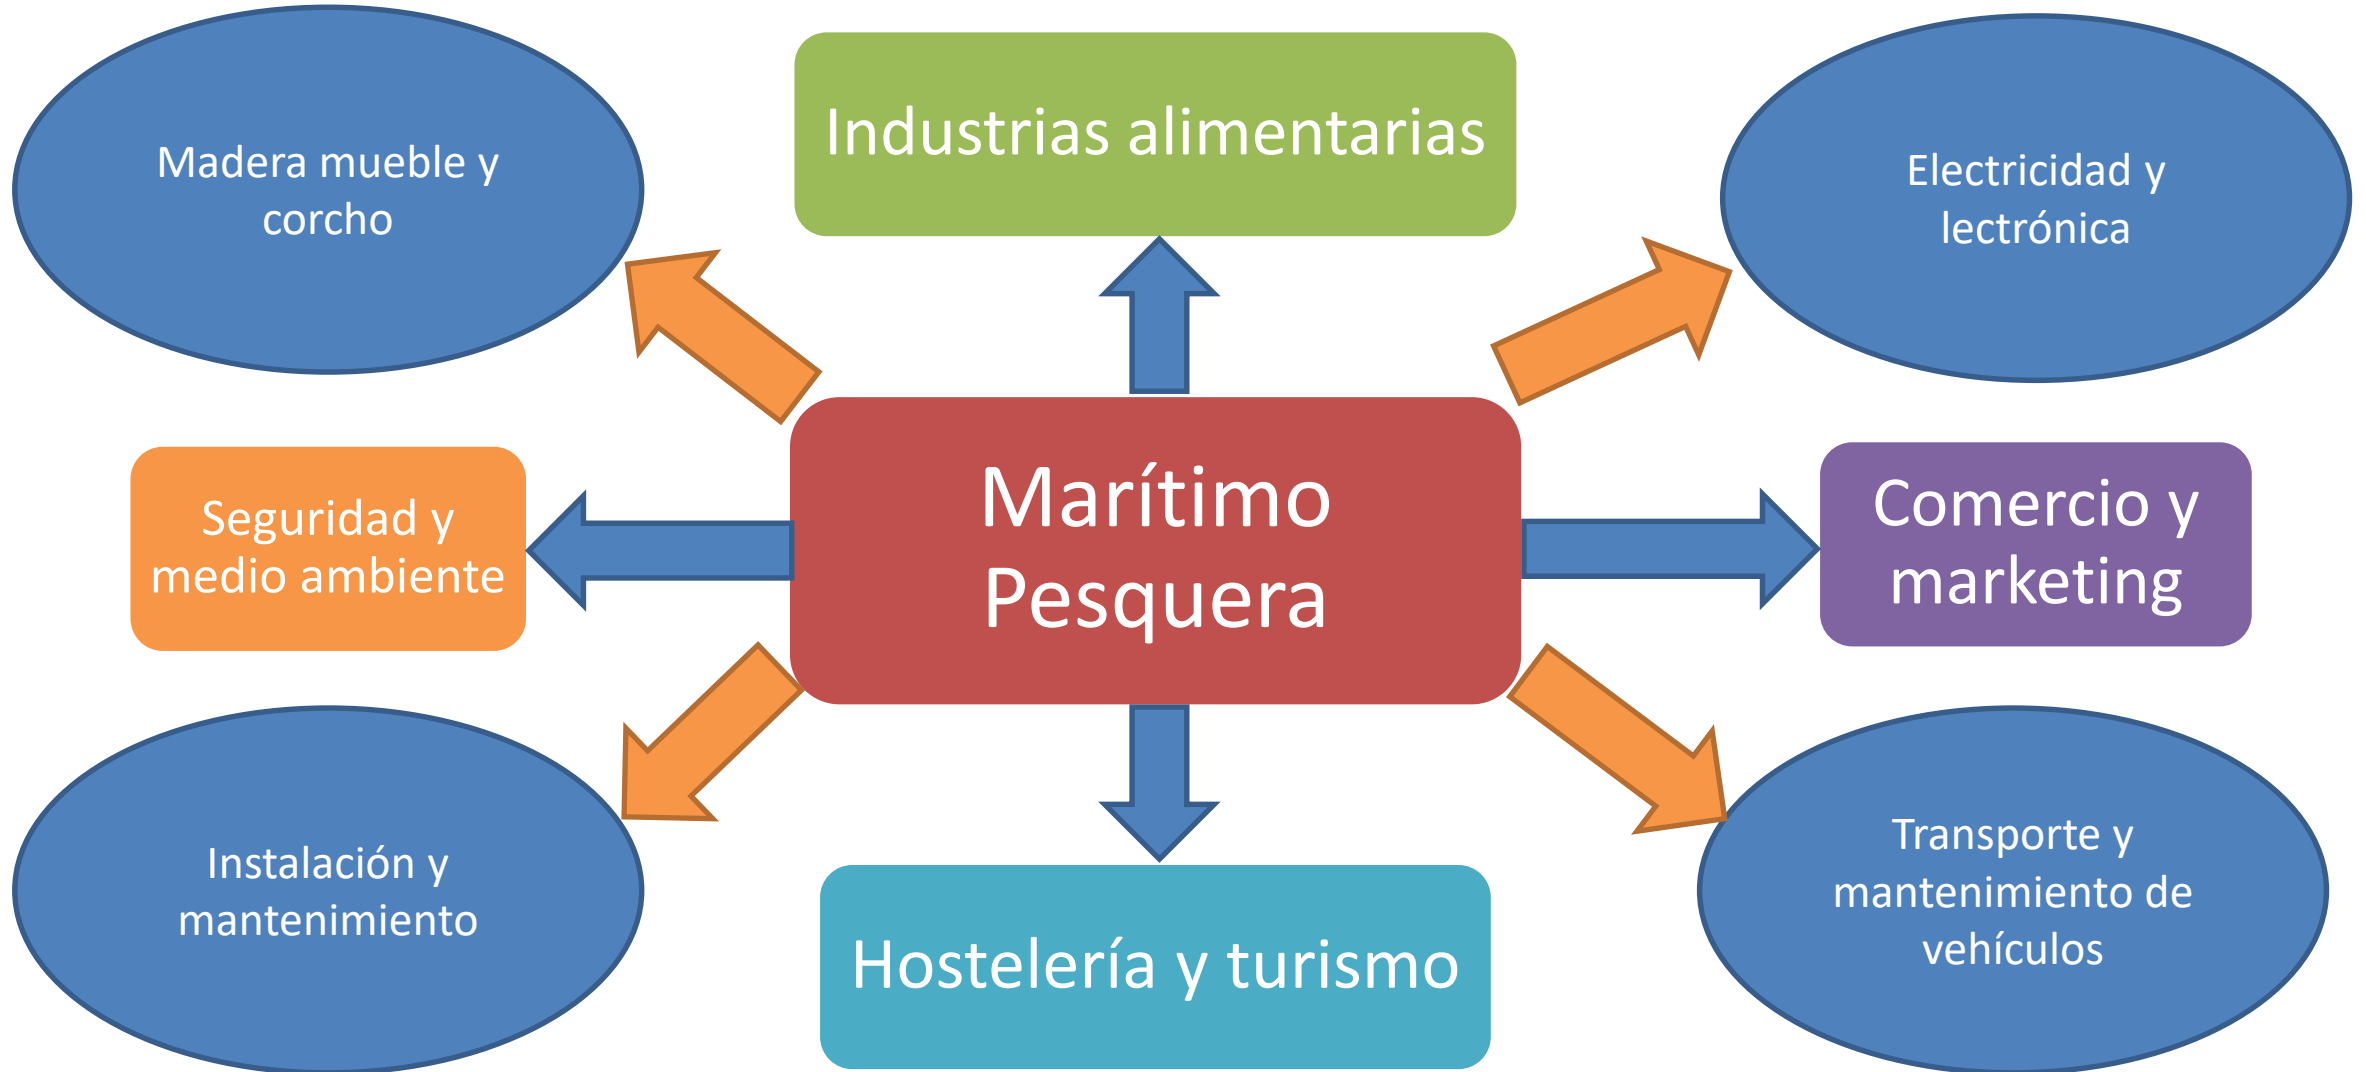 Madera mueble y
corcho
Industrias alimentarias
Electricidad y
lectrónica
Seguridad y
medio ambiente
Marítimo
Pesquera
Comercio y
marketing
Instalación y
mantenimiento
Hostelería y turismo
Transporte y
mantenimiento de
vehículos